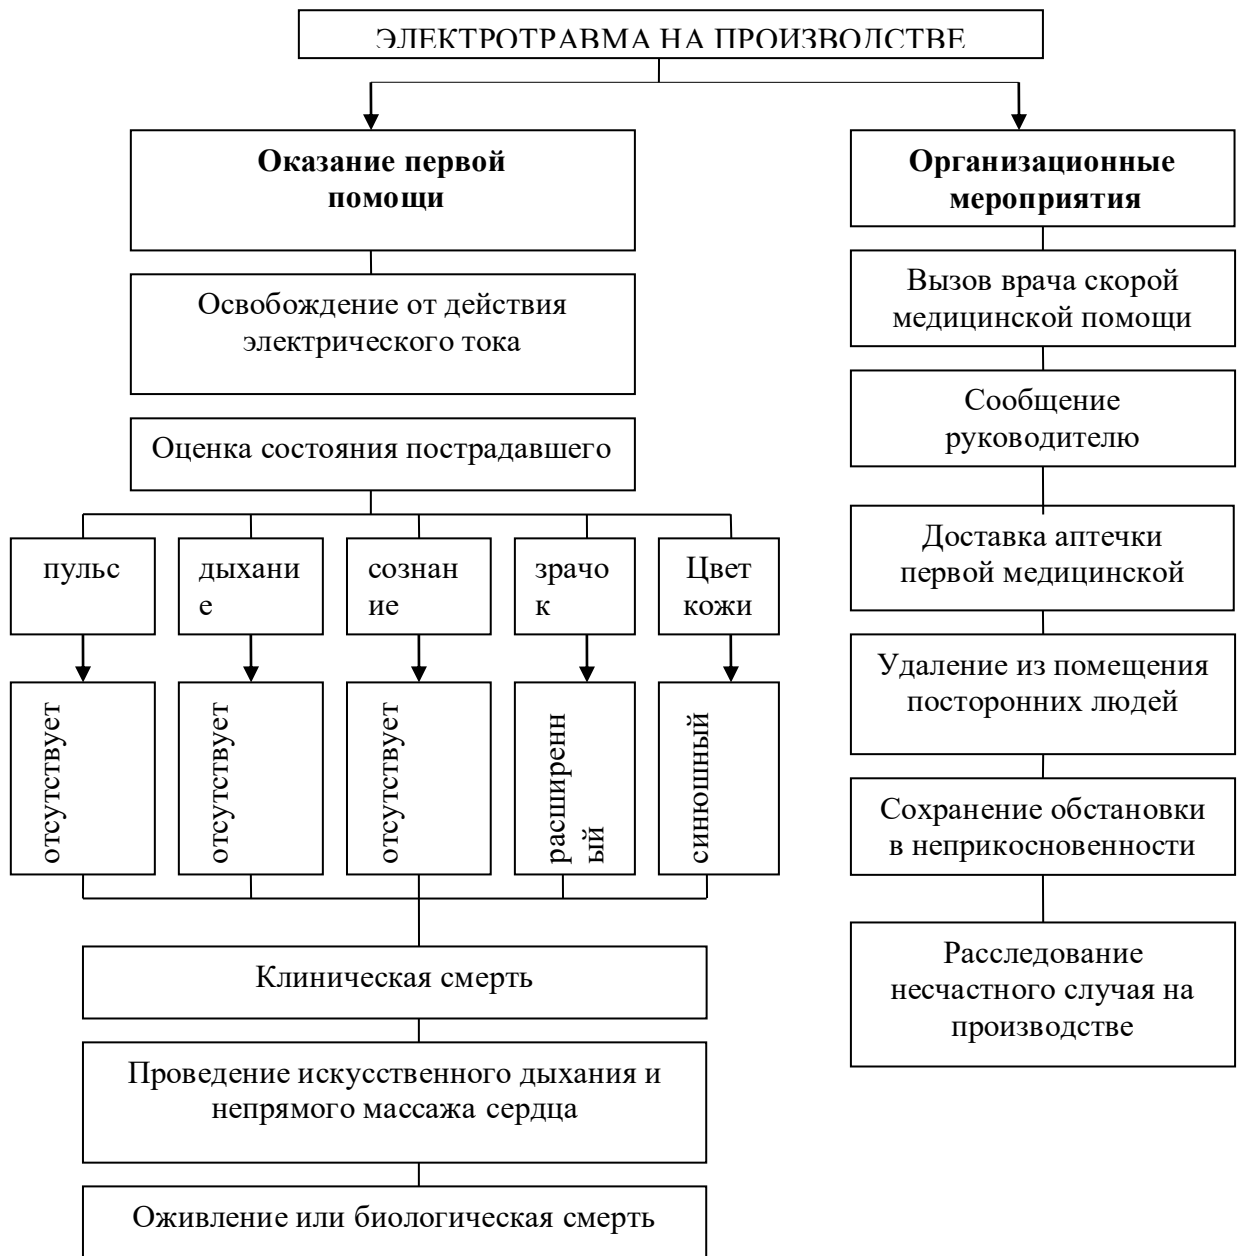 ЭЛЕКТРОТРАВМА НА ПРОИЗВОДСТВЕ
Оказание первой
помощи
Освобождение от действия
электрического тока
Оценка состояния пострадавшего
пульс
дыхани
е
сознан
ие
зрачо
к
Цвет
кожи
отсутствует
отсутствует
отсутствует
расширенн
ый
синюшный
Клиническая смерть
Проведение искусственного дыхания и
непрямого массажа сердца
Оживление или биологическая смерть
Организационные
мероприятия
Вызов врача скорой
медицинской помощи
Сообщение
руководителю
Доставка аптечки
первой медицинской
Удаление из помещения
посторонних людей
Сохранение обстановки
в неприкосновенности
Расследование
несчастного случая на
производстве